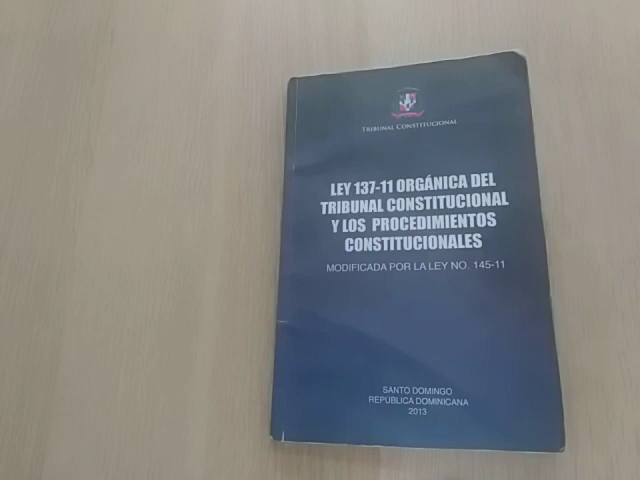 TRIBUNAL CONSTITUCIONAL
LEY 137-11 ORGÁNICA DEL
TRIBUNAL CONSTITUCIONAL
Y LOS PROCEDIMIENTOS
CONSTITUCIONALES
MODIFICADA POR LA LEY NO. 145-11
SANTO DOMINGO
REPÚBLICA DOMINICANA
2013